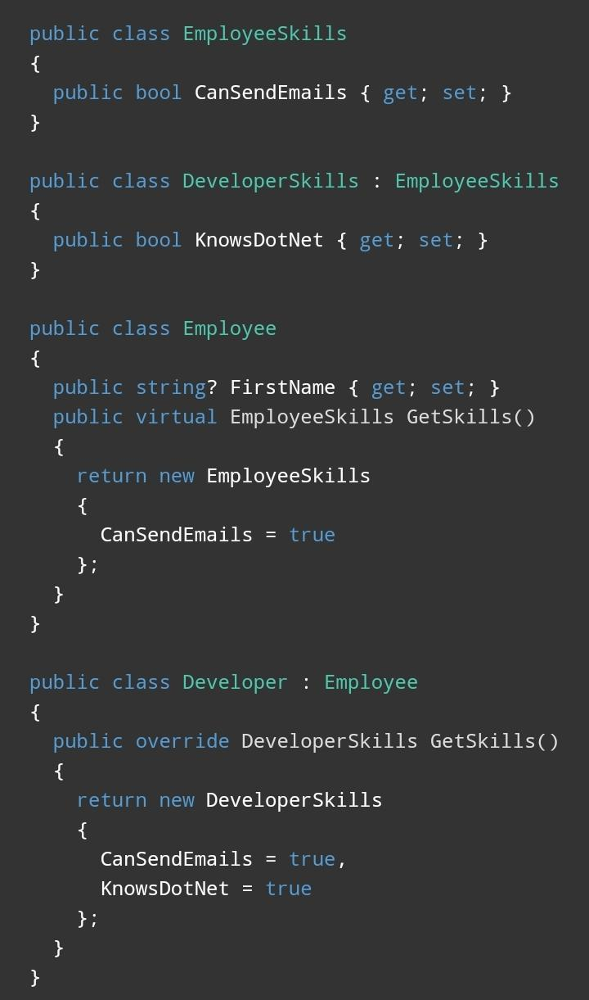 public class EmployeeSkills
{
  public bool CanSendEmails { get; set; }
}

public class DeveloperSkills : EmployeeSkills
{
  public bool KnowsDotNet { get; set; }
}

public class Employee
{
  public string? FirstName { get; set; }
  public virtual EmployeeSkills GetSkills()
  {
    return new EmployeeSkills
    {
      CanSendEmails = true
    };
  }
}

public class Developer : Employee
{
  public override DeveloperSkills GetSkills()
  {
    return new DeveloperSkills
    {
      CanSendEmails = true,
      KnowsDotNet = true
    };
  }
}